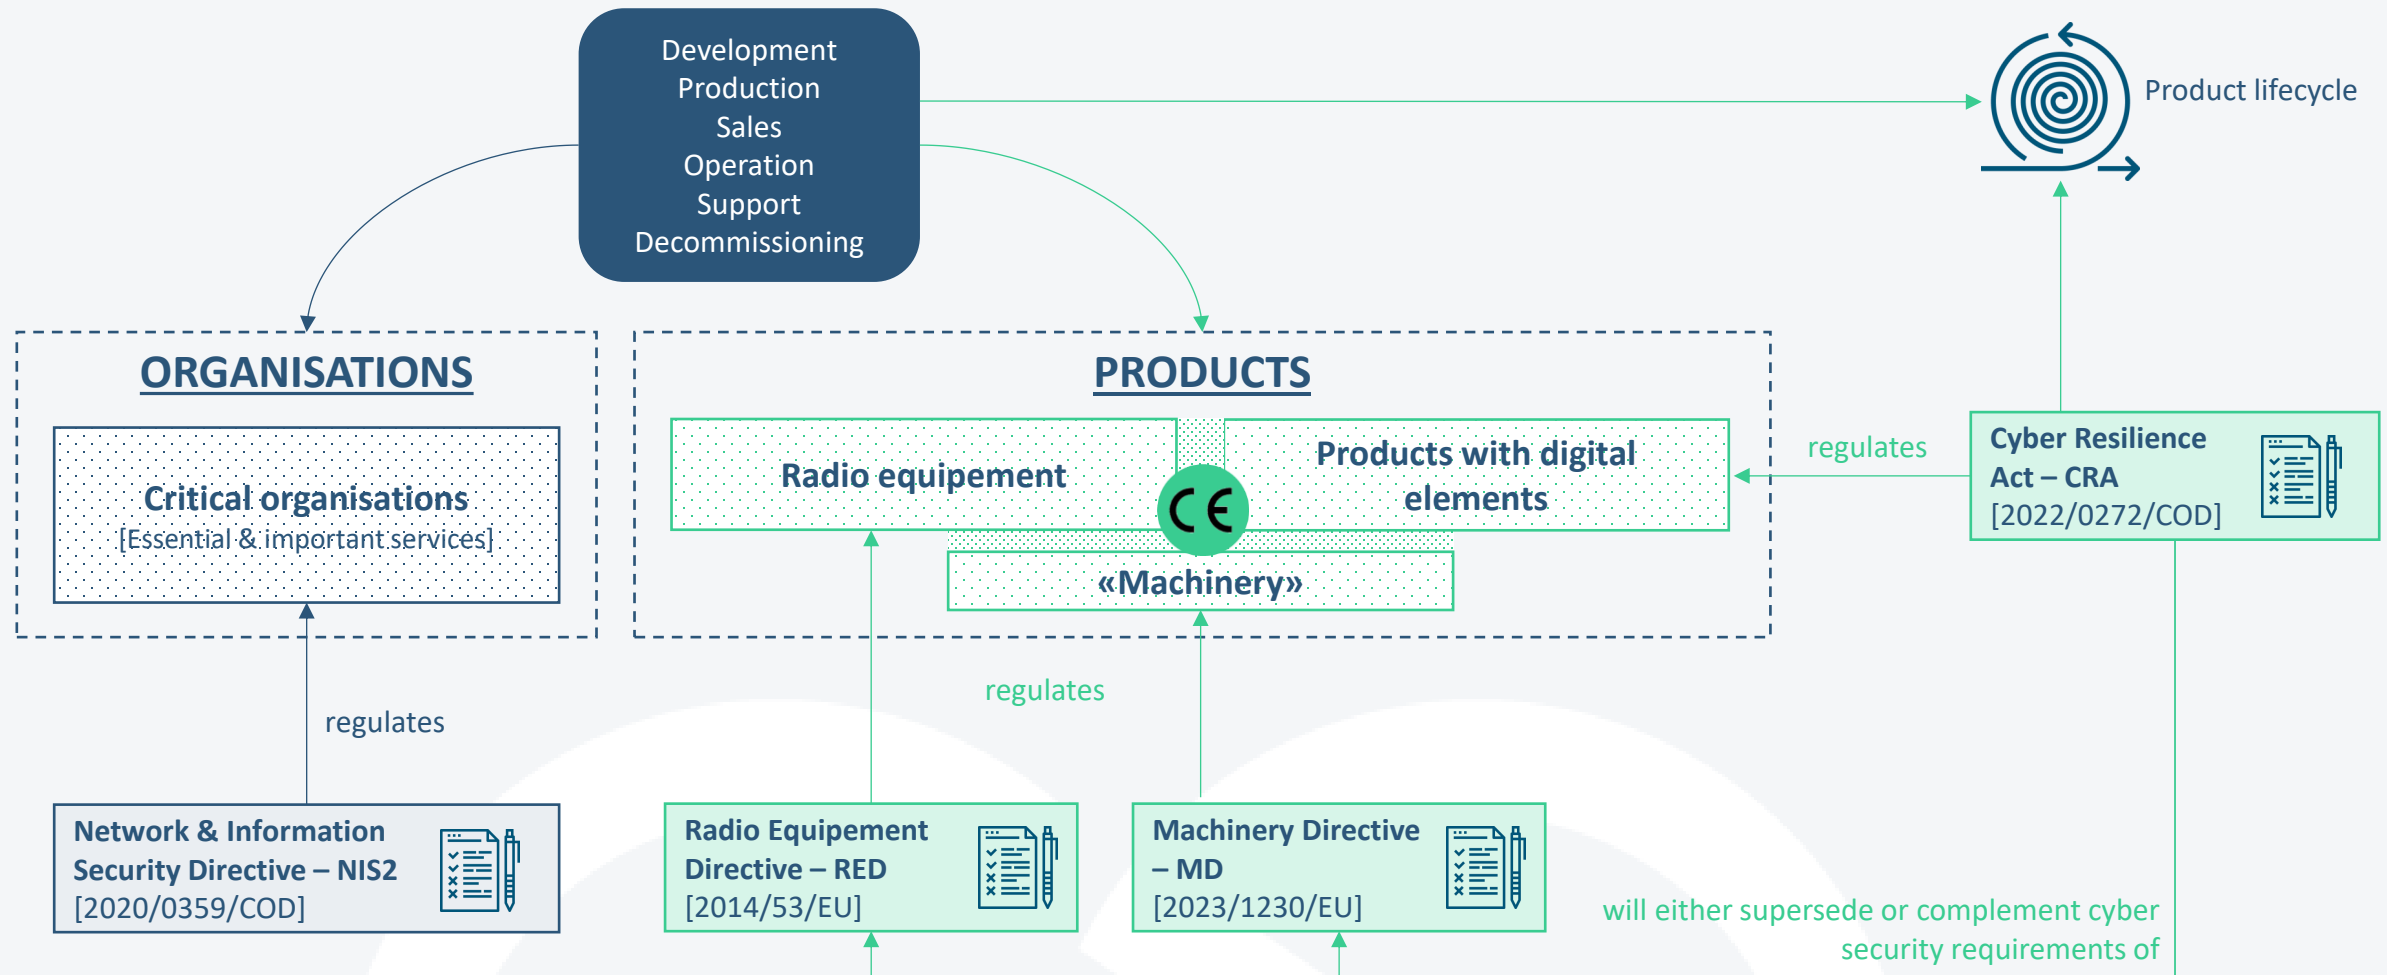 Development
Production
Sales
Operation
Support
Decommissioning
Product lifecycle
ORGANISATIONS
Critical organisations
[Essential & important services]
PRODUCTS
Radio equipement
Products with digital
elements
CE
«Machinery»
regulates
Cyber Resilience
Act – CRA
[2022/0272/COD]
regulates
regulates
Network & Information
Security Directive – NIS2
[2020/0359/COD]
Radio Equipement
Directive – RED
[2014/53/EU]
Machinery Directive
– MD
[2023/1230/EU]
will either supersede or complement cyber
security requirements of